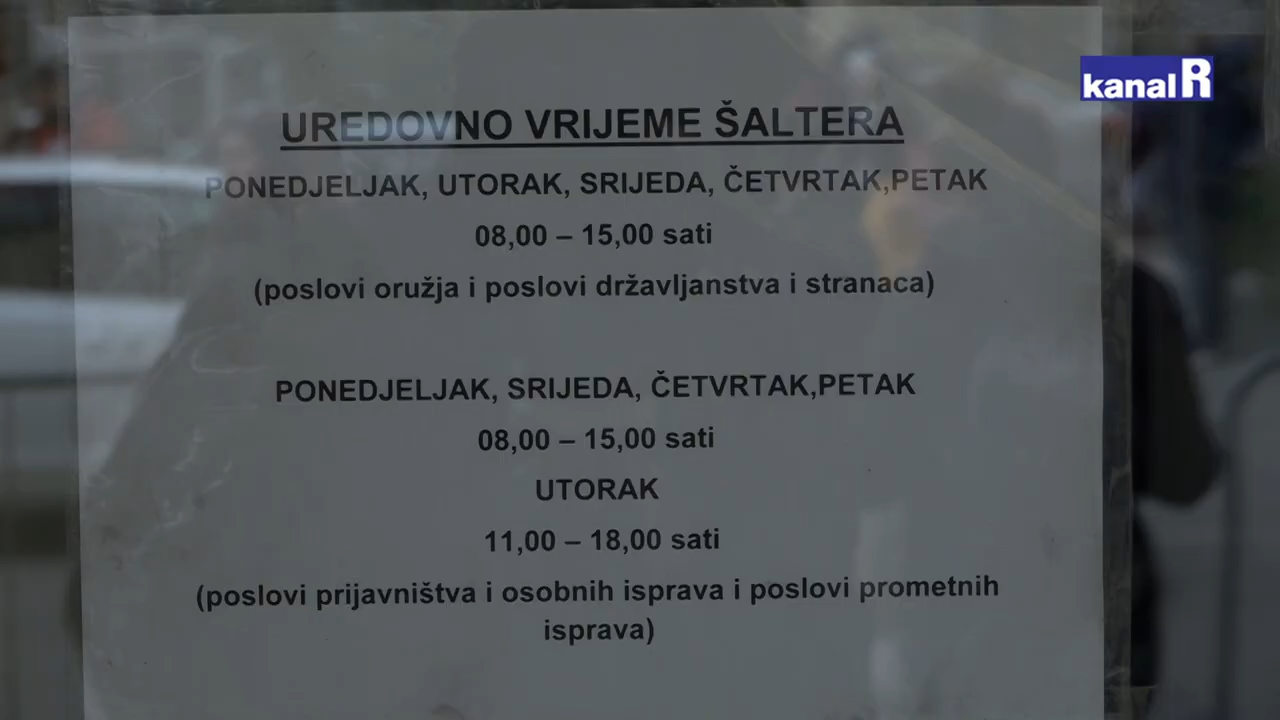 kanal R
UREDOVNO VRIJEME ŠALTERA
PONEDJELJAK, UTORAK, SRIJEDA, ČETVRTAK,PETAK
08,00 – 15,00 sati
(poslovi oružja i poslovi državljanstva i stranaca)
PONEDJELJAK, SRIJEDA, ČETVRTAK,PETAK
08,00 – 15,00 sati
UTORAK
11,00 – 18,00 sati
(poslovi prijavništva i osobnih isprava i poslovi prometnih
isprava)